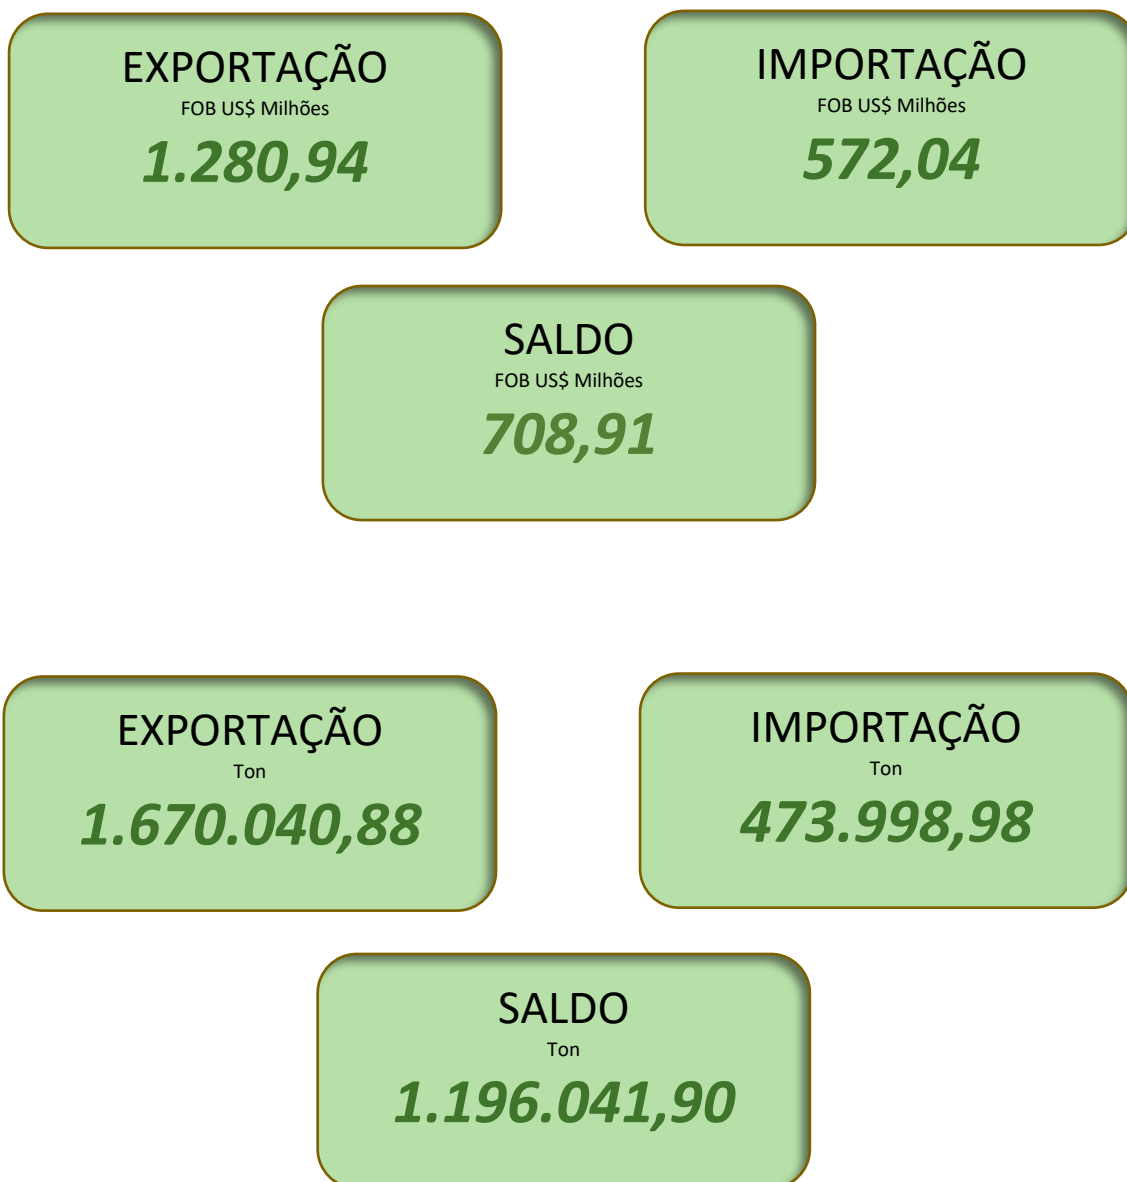 EXPORTAÇÃO
FOB US$ Milhões
1.280,94
IMPORTAÇÃO
FOB US$ Milhões
572,04
SALDO
FOB US$ Milhões
708,91
EXPORTAÇÃO
Ton
1.670.040,88
IMPORTAÇÃO
Ton
473.998,98
SALDO
Ton
1.196.041,90